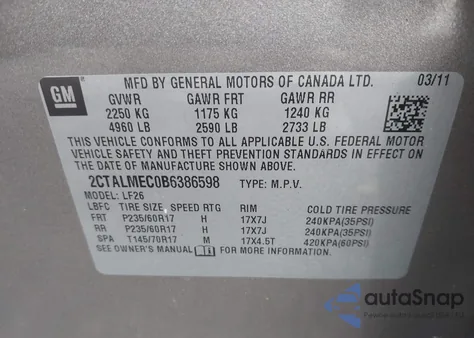 GM
MFD BY GENERAL MOTORS OF CANADA LTD. 03/11
GVWR GAWR FRT GAWR RR
2250 KG 1175 KG 1240 KG
4960 LB 2590 LB 2733 LB
THIS VEHICLE CONFORMS TO ALL APPLICABLE U.S. FEDERAL MOTOR
VEHICLE SAFETY AND THEFT PREVENTION STANDARDS IN EFFECT ON
THE DATE OF MANUFACTURE SHOWN ABOVE.
2CTALMEC0B6386598 TYPE: M.P.V.
MODEL: LF26
LBFC TIRE SIZE, SPEED RTG RIM COLD TIRE PRESSURE
FRT P235/60R17 H 17X7J 240KPA(35PSI)
RR P235/60R17 H 17X7J 240KPA(35PSI)
SPA T145/70R17 M 17X4.5T 420KPA(60PSI)
SEE OWNER'S MANUAL FOR MORE INFORMATION.
autoSnap